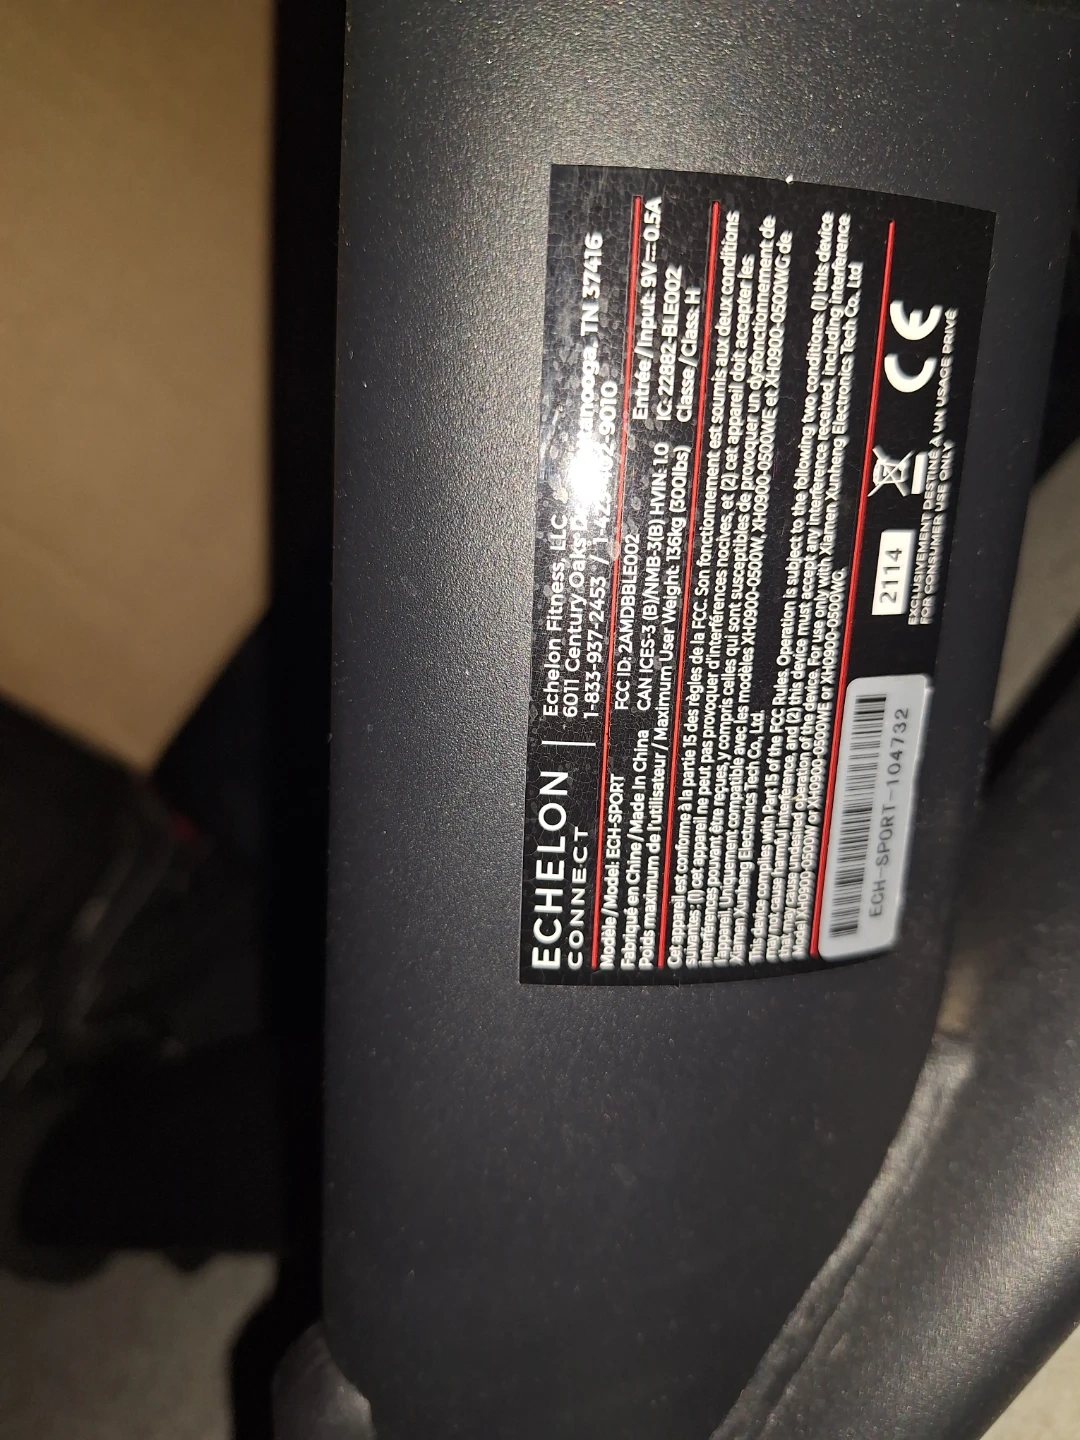 ECHELON
CONNECT
Echelon Fitness, LLC.
6011 Century Oaks TN 37416
1-833-937-2453 / 9010
Modèle/Model: ECH-SPORT
FCC ID: 2AMDBBLE002
Entrée/Input: 9V⎓0.5A
Fabriqué en Chine/Made in China
CAN ICES-3 (B)/NMB-3(B) HVIN: 1.0
IC: 22882-BLE002
Poids maximum de l'utilisateur / Maximum User Weight: 136kg (300lbs)
Classe/Class: H
Cet appareil est conforme à la partie 15 des règles de la FCC. Son fonctionnement est soumis aux deux conditions
suivantes: (1) cet appareil ne peut pas provoquer d'interférences nocives, et (2) cet appareil doit accepter les
interférences pouvant être reçues, y compris celles qui sont susceptibles de provoquer un dysfonctionnement de
l'appareil. Uniquement compatible avec les modèles XH0900-0500W, XH0900-0500WE et XH0900-0500WG de
Xiamen Xunheng Electronics Tech Co., Ltd.
This device complies with Part 15 of the FCC Rules. Operation is subject to the following two conditions: (1) this device
may not cause harmful interference, and (2) this device must accept any interference received, including interference
that may cause undesired operation of the device. For use only with Xiamen Xunheng Electronics Tech Co. Ltd
Model XH0900-0500W or XH0900-0500WE or XH0900-0500WG.
ECH-SPORT-104732
2114
CE
EXCLUSIVEMENT DESTINÉ À UN USAGE PRIVÉ
FOR CONSUMER USE ONLY